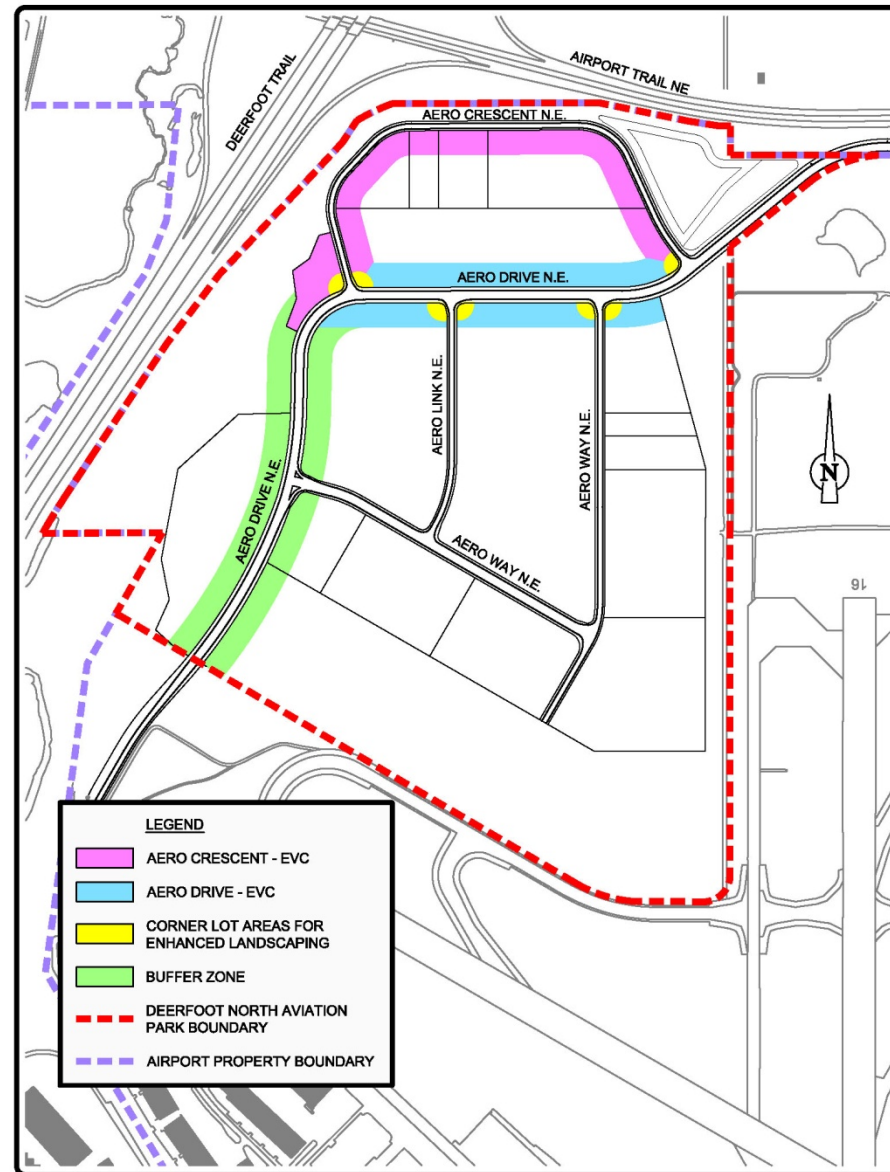 AIRPORT TRAIL NE
DEERFOOT TRAIL
AERO CRESCENT N.E.
AERO DRIVE N.E.
AERO LINK N.E.
AERO WAY N.E.
AERO DRIVE N.E.
AERO WAY N.E.
N
16
LEGEND
AERO CRESCENT - EVC
AERO DRIVE - EVC
CORNER LOT AREAS FOR
ENHANCED LANDSCAPING
BUFFER ZONE
DEERFOOT NORTH AVIATION
PARK BOUNDARY
AIRPORT PROPERTY BOUNDARY